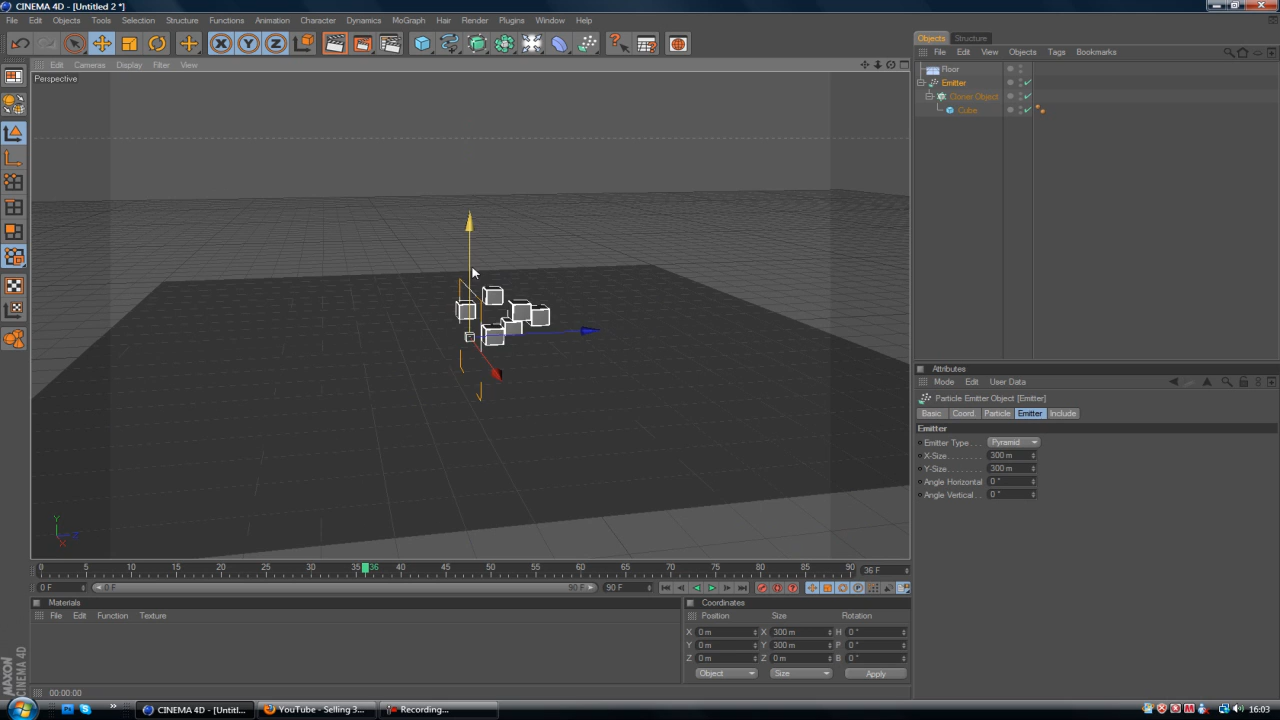 CINEMA 4D - [Untitled 2 *]
File Edit Objects Tools Selection Structure Functions Animation Character Dynamics MoGraph Hair Render Plugins Window Help
Edit Cameras Display Filter View
Perspective
Y
X
Z
Objects Structure
File Edit View Objects Tags Bookmarks
Floor
Emitter
Cloner Object
Cube
Attributes
Mode Edit User Data
Particle Emitter Object [Emitter]
Basic Coord. Particle Emitter Include
Emitter
Emitter Type . . . Pyramid
X-Size. . . . . . . . 300 m
Y-Size. . . . . . . . 300 m
Angle Horizontal 0 °
Angle Vertical . . 0 °
0 5 10 15 20 25 30 35 36 40 45 50 55 60 65 70 75 80 85 90 36 F
0 F 0 F 90 F 90 F
Materials
File Edit Function Texture
Coordinates
Position Size Rotation
X 0 m X 300 m H 0 °
Y 0 m Y 300 m P 0 °
Z 0 m Z 0 m B 0 °
Object Size Apply
MAXON
CINEMA 4D
00:00:00
CINEMA 4D - [Untitl... YouTube - Selling 3... Recording... 16:03